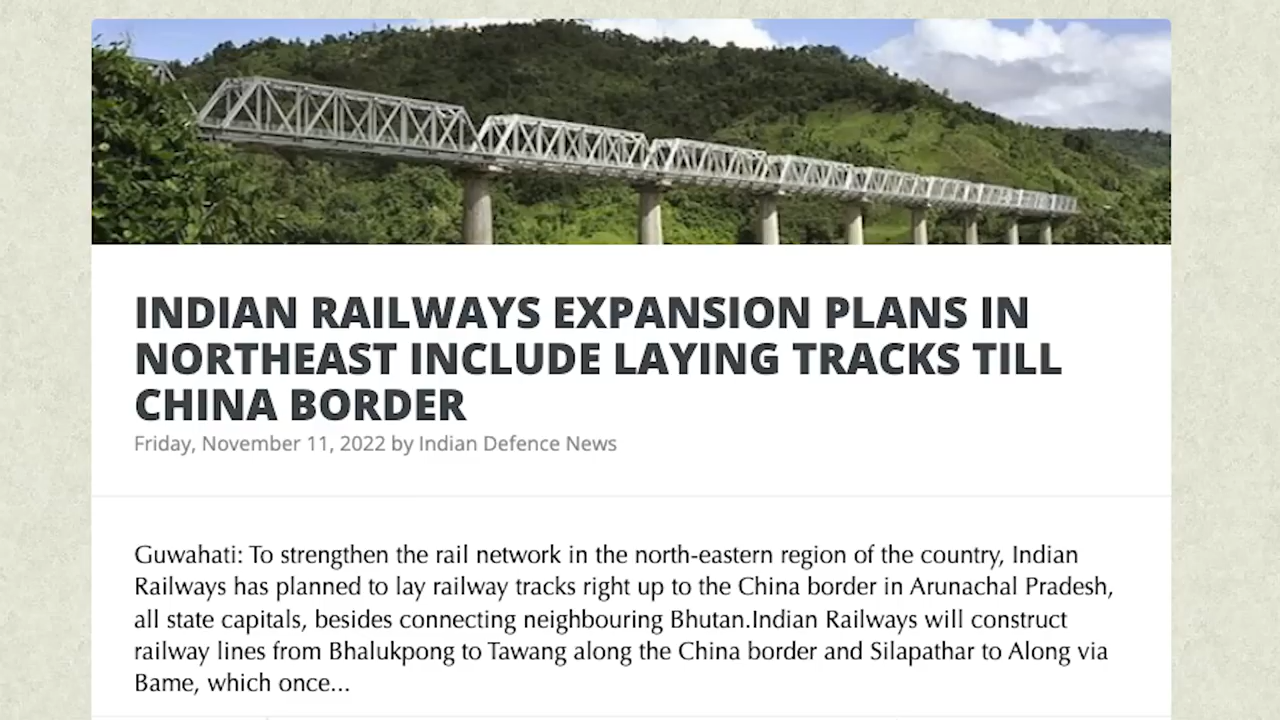 INDIAN RAILWAYS EXPANSION PLANS IN
NORTHEAST INCLUDE LAYING TRACKS TILL
CHINA BORDER
Friday, November 11, 2022 by Indian Defence News
Guwahati: To strengthen the rail network in the north-eastern region of the country, Indian
Railways has planned to lay railway tracks right up to the China border in Arunachal Pradesh,
all state capitals, besides connecting neighbouring Bhutan.Indian Railways will construct
railway lines from Bhalukpong to Tawang along the China border and Silapathar to Along via
Bame, which once...